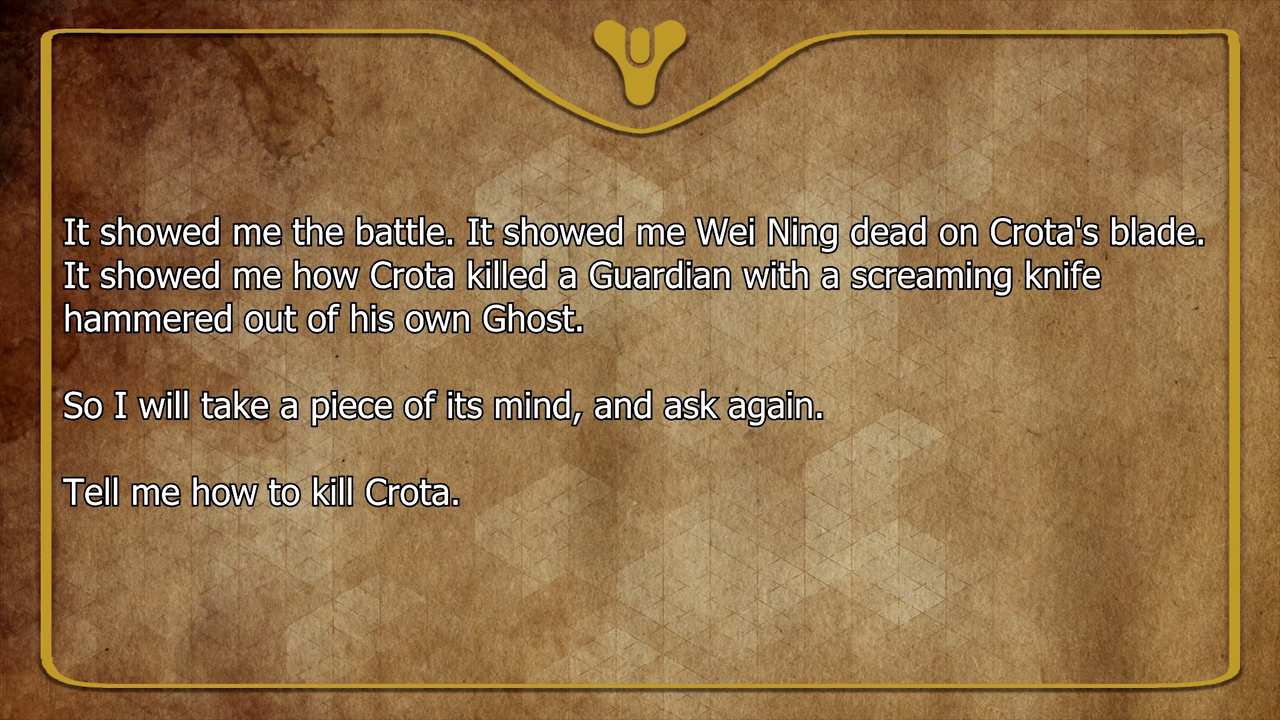 It showed me the battle. It showed me Wei Ning dead on Crota's blade.
It showed me how Crota killed a Guardian with a screaming knife
hammered out of his own Ghost.
So I will take a piece of its mind, and ask again.
Tell me how to kill Crota.